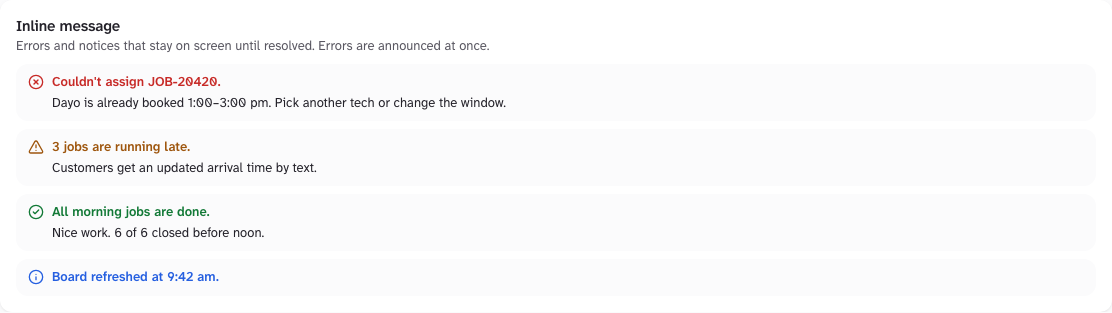 Inline message
Errors and notices that stay on screen until resolved. Errors are announced at once.
Couldn't assign JOB-20420.
Dayo is already booked 1:00–3:00 pm. Pick another tech or change the window.
3 jobs are running late.
Customers get an updated arrival time by text.
All morning jobs are done.
Nice work. 6 of 6 closed before noon.
Board refreshed at 9:42 am.